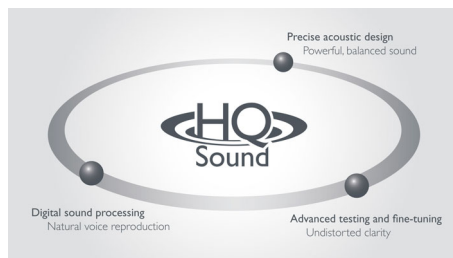 Precise acoustic design
Powerful, balanced sound
HQ
Sound
Digital sound processing
Natural voice reproduction
Advanced testing and fine-tuning
Undistorted clarity